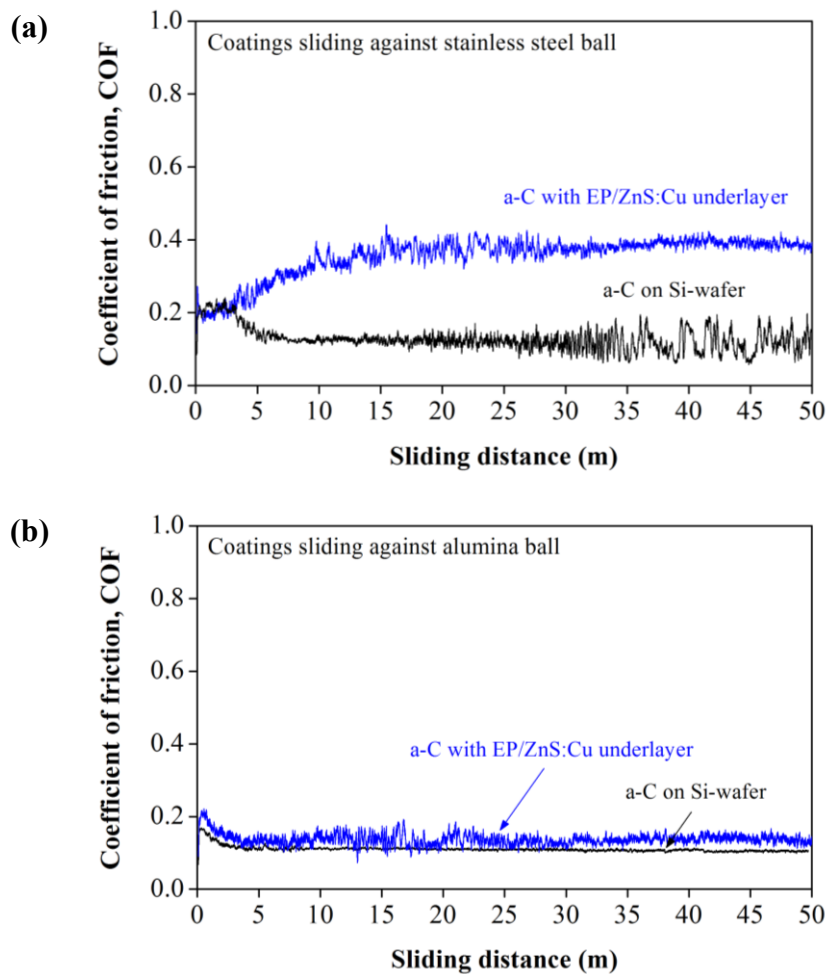 (a)
Coatings sliding against stainless steel ball
Coefficient of friction, COF
1.0
0.8
0.6
0.4
0.2
0.0
a-C with EP/ZnS:Cu underlayer
a-C on Si-wafer
0 5 10 15 20 25 30 35 40 45 50
Sliding distance (m)
(b)
Coatings sliding against alumina ball
Coefficient of friction, COF
1.0
0.8
0.6
0.4
0.2
0.0
a-C with EP/ZnS:Cu underlayer
a-C on Si-wafer
0 5 10 15 20 25 30 35 40 45 50
Sliding distance (m)